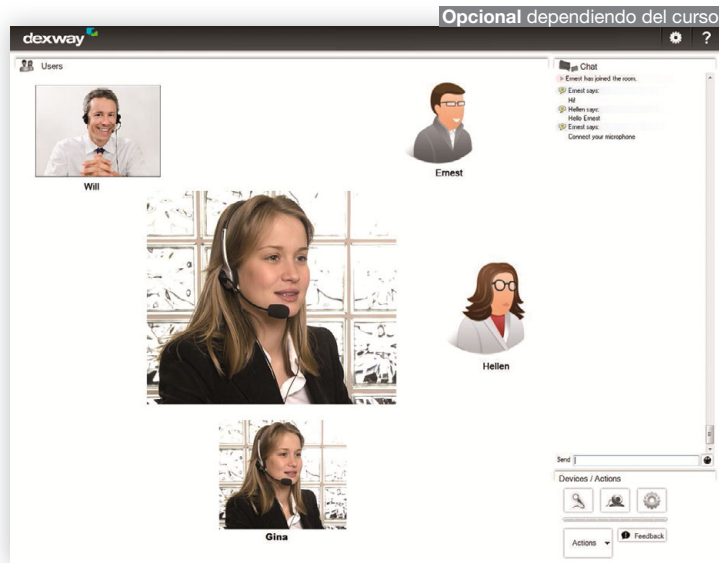 Opcional dependiendo del curso
dexway
?
Users
Chat
Ernest has joined the room.
Ernest says:
Hi!
Hellen says:
Hello Ernest
Ernest says:
Connect your microphone
Will
Ernest
Hellen
Gina
Send
Devices / Actions
Actions
Feedback